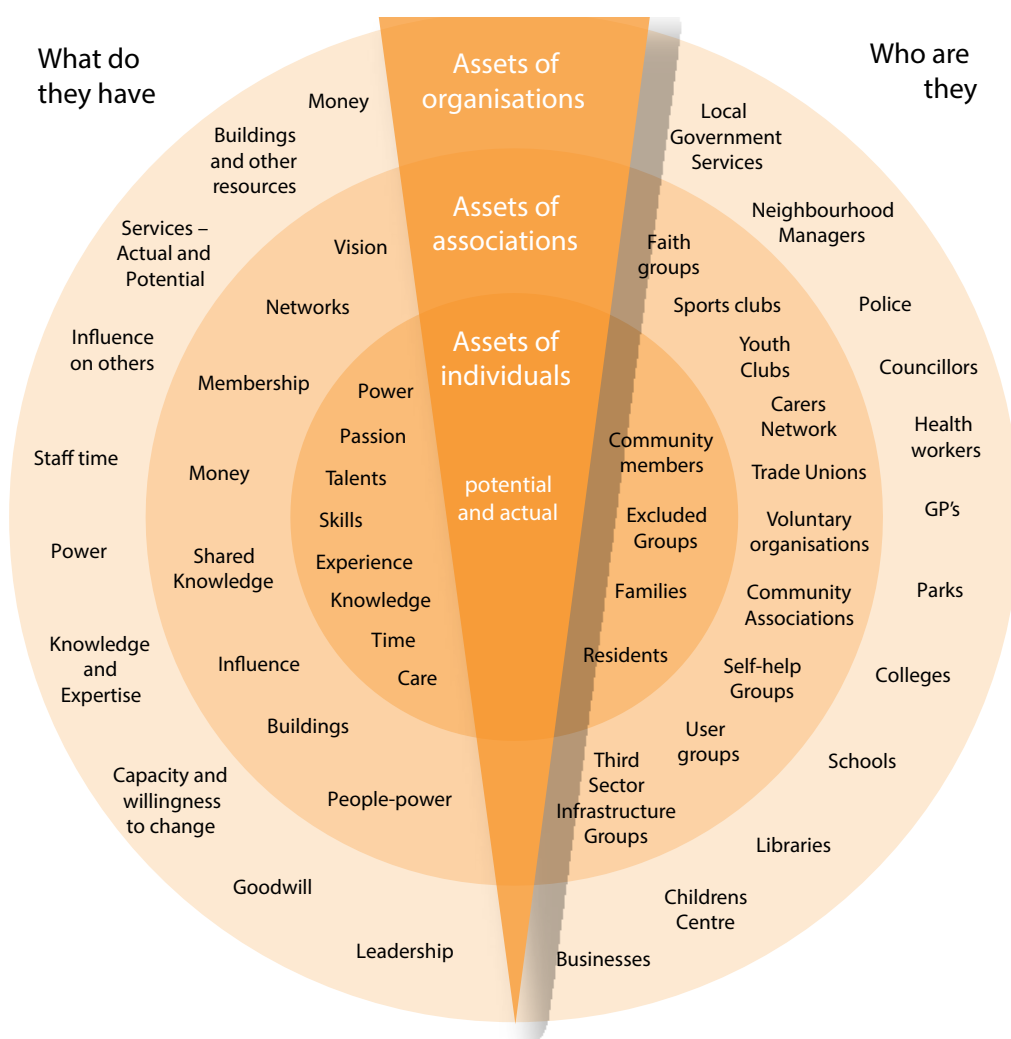 What do
they have
Who are
they
Assets of
organisations
Assets of
associations
Assets of
individuals
potential
and actual
Money
Buildings
and other
resources
Services –
Actual and
Potential
Influence
on others
Staff time
Power
Knowledge
and
Expertise
Capacity and
willingness
to change
Goodwill
Leadership
Vision
Networks
Membership
Money
Shared
Knowledge
Influence
Buildings
People-power
Power
Passion
Talents
Skills
Experience
Knowledge
Time
Care
Community
members
Excluded
Groups
Families
Residents
Faith
groups
Sports clubs
Youth
Clubs
Carers
Network
Trade Unions
Voluntary
organisations
Community
Associations
Self-help
Groups
User
groups
Third
Sector
Infrastructure
Groups
Local
Government
Services
Neighbourhood
Managers
Police
Councillors
Health
workers
GP's
Parks
Colleges
Schools
Libraries
Childrens
Centre
Businesses